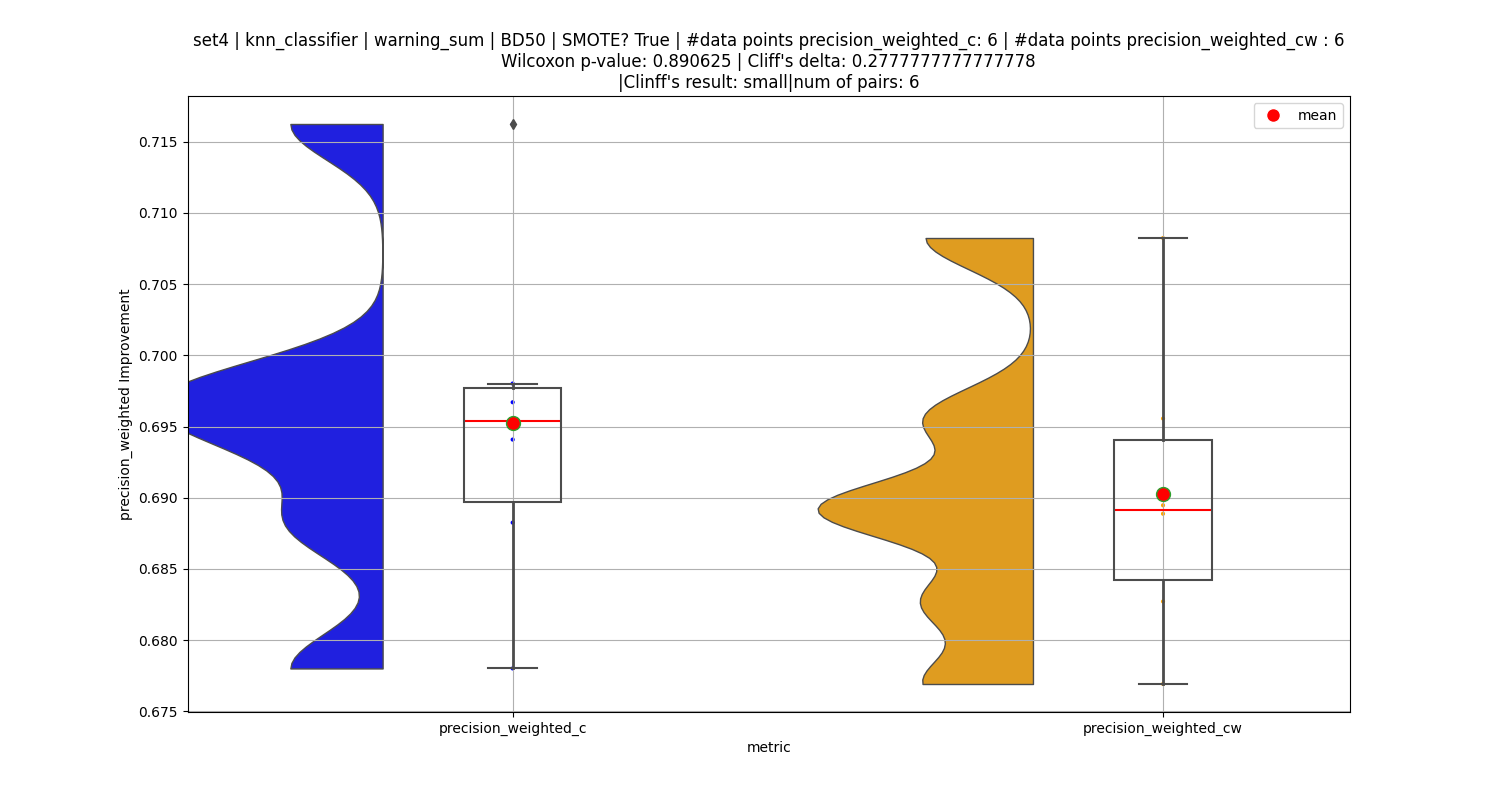 set4 | knn_classifier | warning_sum | BD50 | SMOTE? True | #data points precision_weighted_c: 6 | #data points precision_weighted_cw : 6
Wilcoxon p-value: 0.890625 | Cliff's delta: 0.2777777777777778
|Clinff's result: small|num of pairs: 6
mean
0.715
0.710
0.705
0.700
0.695
0.690
0.685
0.680
0.675
precision_weighted Improvement
precision_weighted_c
precision_weighted_cw
metric